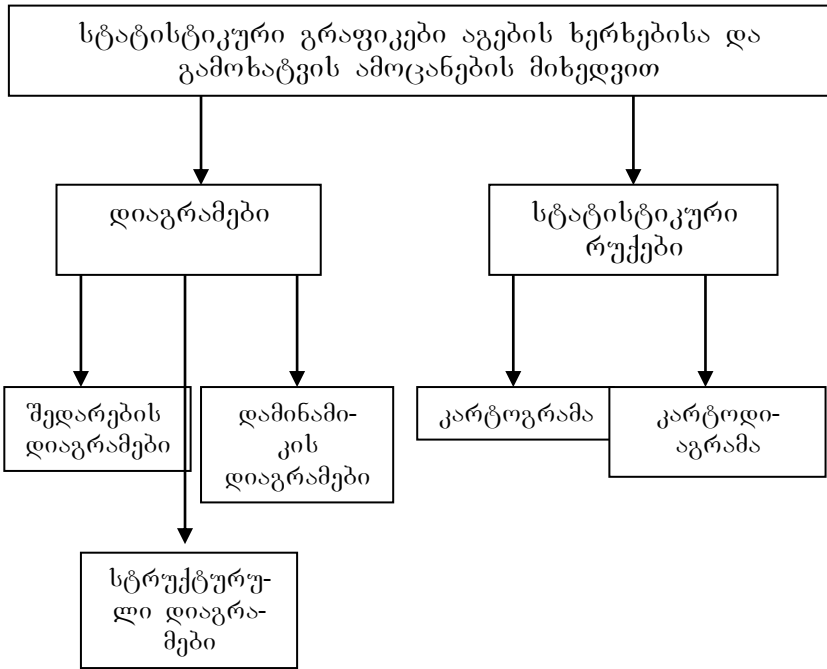 სტატისტიკური გრაფიკები აგების ხერხებისა და
გამოხატვის ამოცანების მიხედვით
დიაგრამები
სტატისტიკური
რუქები
შედარების
დიაგრამები
დამინამი-
კის
დიაგრამები
კარტოგრამა
კარტოდი-
აგრამა
სტრუქტურუ-
ლი დიაგრა-
მები